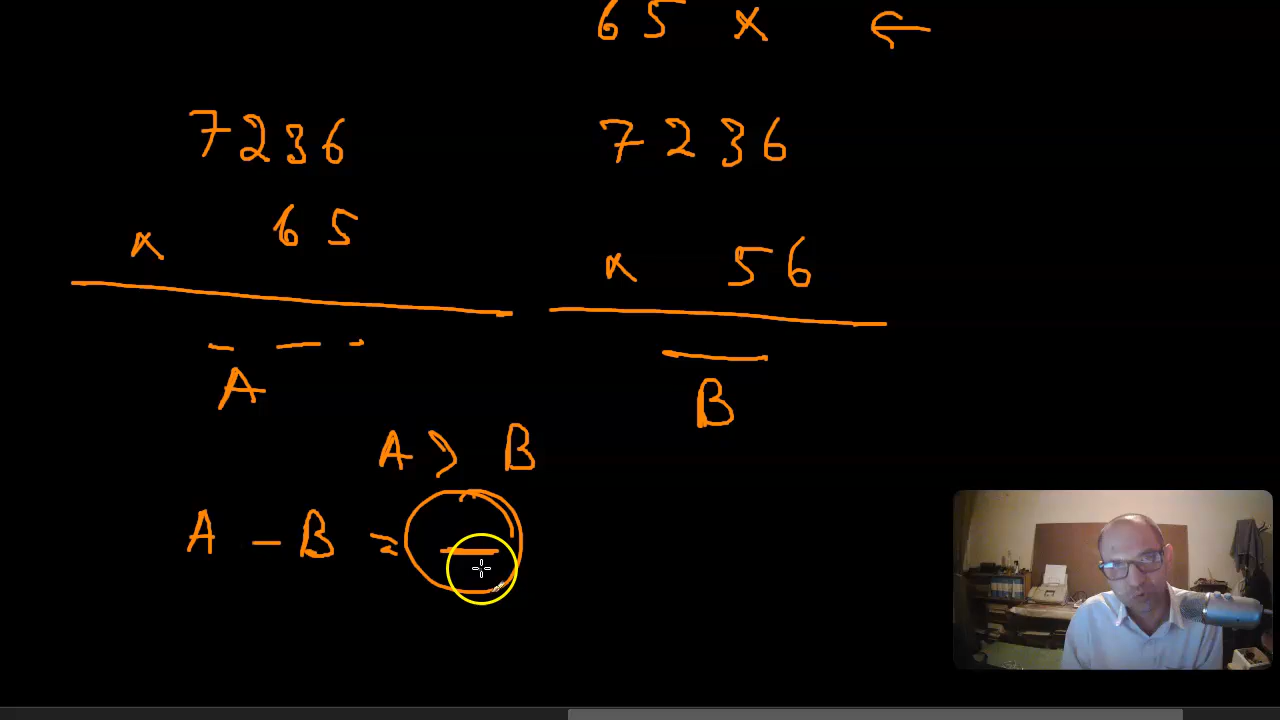 65 x ←
7236 7236
x 65
x 56
A
B
A > B
A - B =